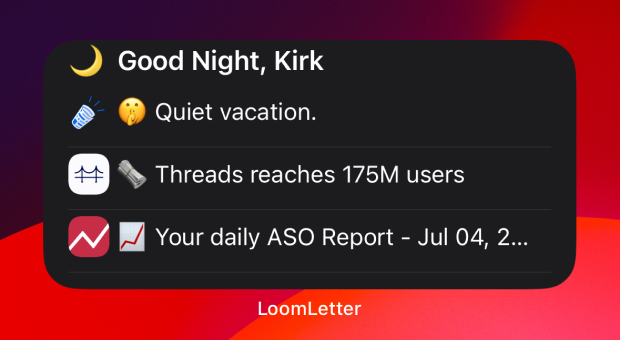 🌙 Good Night, Kirk
🤫 Quiet vacation.
🗞️ Threads reaches 175M users
📈 Your daily ASO Report - Jul 04, 2...
LoomLetter